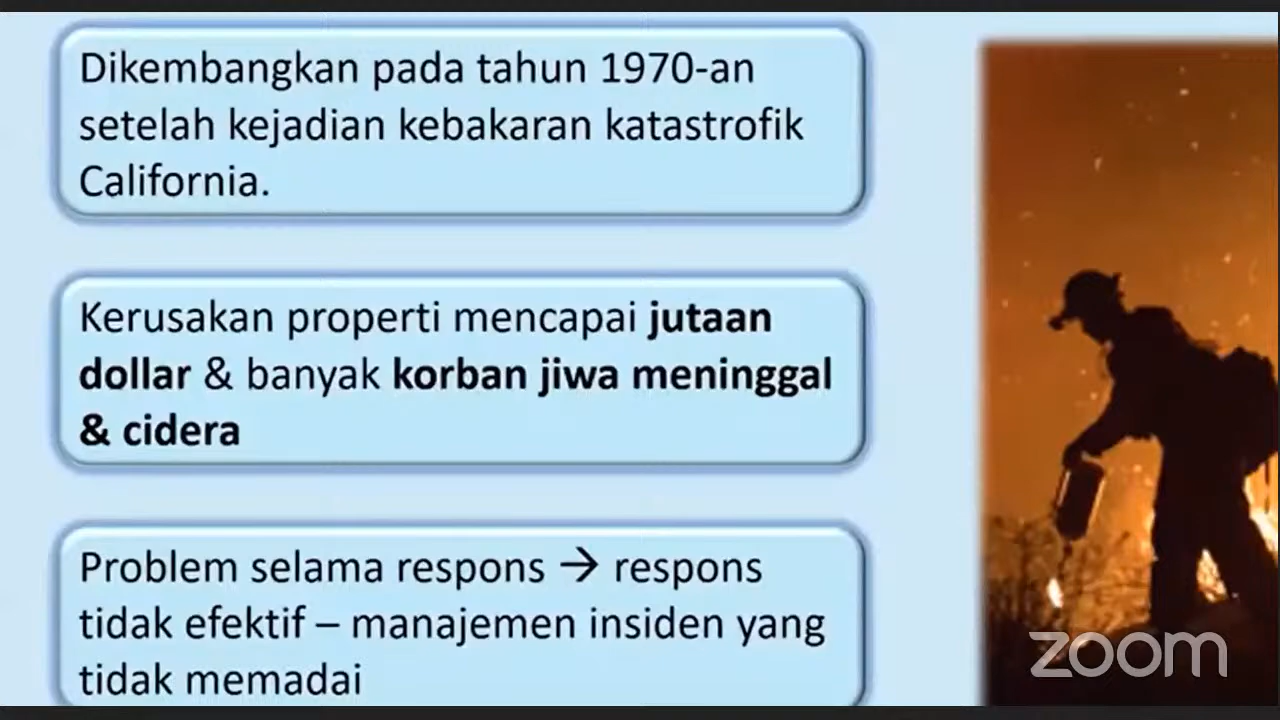 Dikembangkan pada tahun 1970-an
setelah kejadian kebakaran katastrofik
California.
Kerusakan properti mencapai jutaan
dollar & banyak korban jiwa meninggal
& cidera
Problem selama respons → respons
tidak efektif – manajemen insiden yang
tidak memadai
zoom